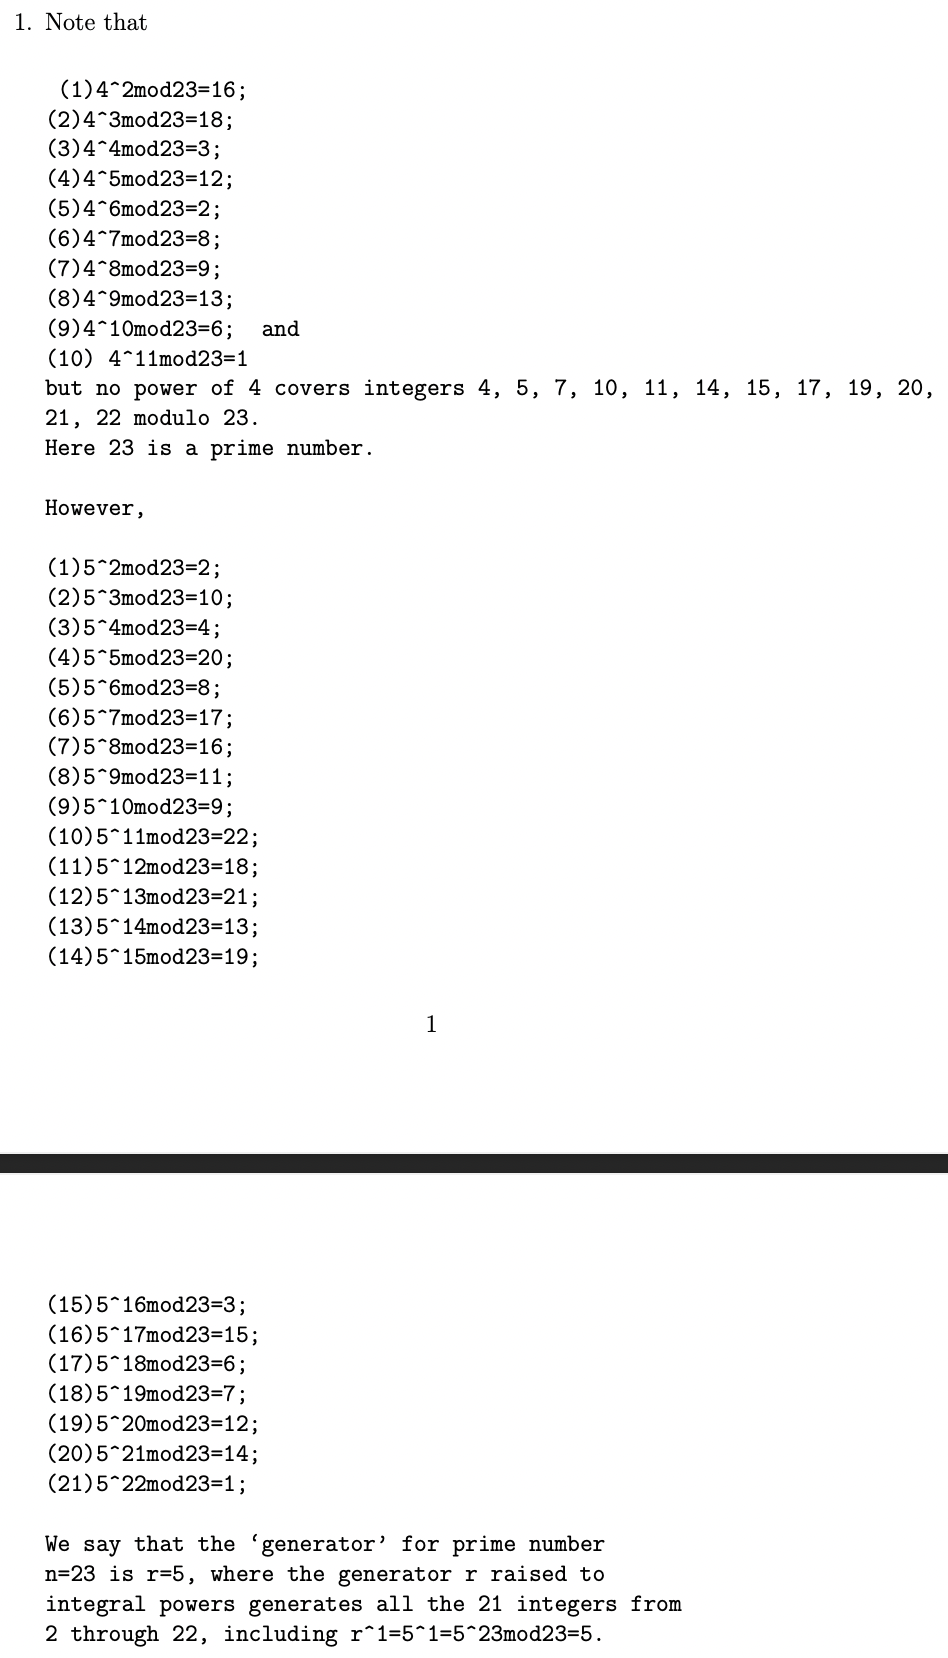 1. Note that
(1)4^2mod23=16;
(2)4^3mod23=18;
(3)4^4mod23=3;
(4)4^5mod23=12;
(5)4^6mod23=2;
(6)4^7mod23=8;
(7)4^8mod23=9;
(8)4^9mod23=13;
(9)4^10mod23=6;  and
(10) 4^11mod23=1
but no power of 4 covers integers 4, 5, 7, 10, 11, 14, 15, 17, 19, 20,
21, 22 modulo 23.
Here 23 is a prime number.
However,
(1)5^2mod23=2;
(2)5^3mod23=10;
(3)5^4mod23=4;
(4)5^5mod23=20;
(5)5^6mod23=8;
(6)5^7mod23=17;
(7)5^8mod23=16;
(8)5^9mod23=11;
(9)5^10mod23=9;
(10)5^11mod23=22;
(11)5^12mod23=18;
(12)5^13mod23=21;
(13)5^14mod23=13;
(14)5^15mod23=19;
1
(15)5^16mod23=3;
(16)5^17mod23=15;
(17)5^18mod23=6;
(18)5^19mod23=7;
(19)5^20mod23=12;
(20)5^21mod23=14;
(21)5^22mod23=1;
We say that the ‘generator’ for prime number
n=23 is r=5, where the generator r raised to
integral powers generates all the 21 integers from
2 through 22, including r^1=5^1=5^23mod23=5.